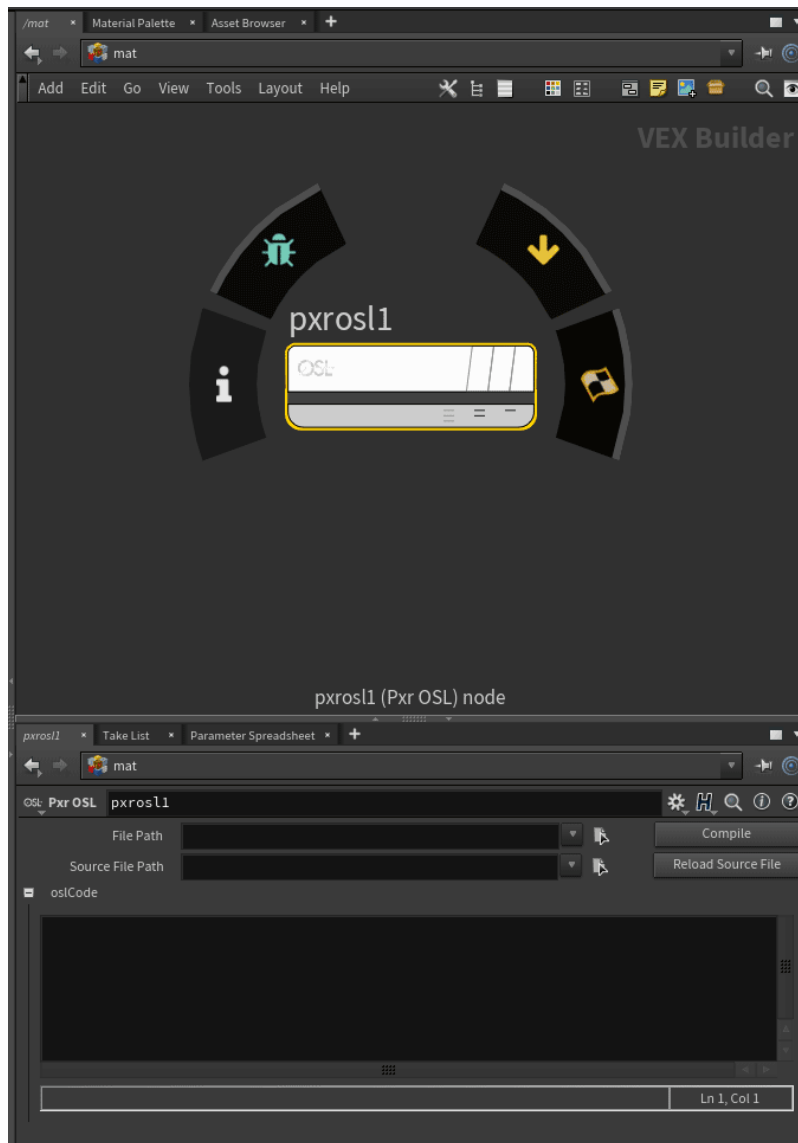 /mat Material Palette Asset Browser
mat
Add Edit Go View Tools Layout Help
VEX Builder
pxrosl1
OSL
pxrosl1 (Pxr OSL) node
pxrosl1 Take List Parameter Spreadsheet
mat
OSL Pxr OSL pxrosl1
File Path Compile
Source File Path Reload Source File
oslCode
Ln 1, Col 1